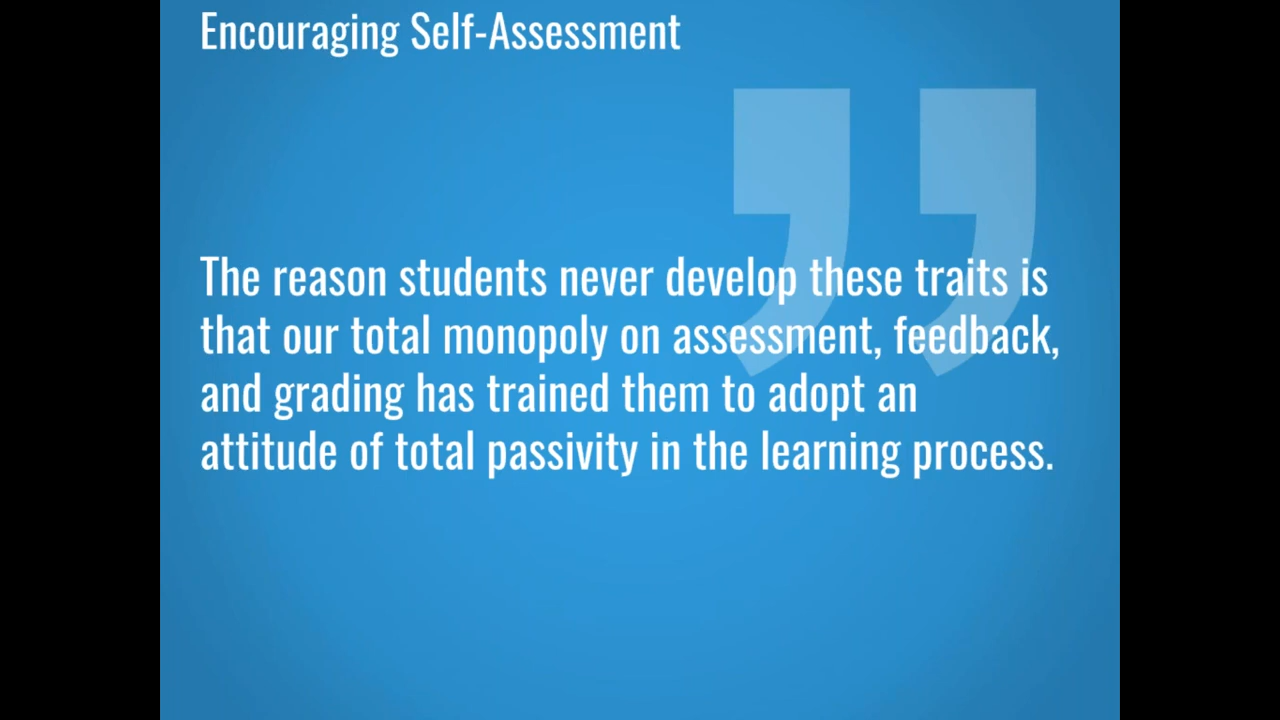 Encouraging Self-Assessment
The reason students never develop these traits is
that our total monopoly on assessment, feedback,
and grading has trained them to adopt an
attitude of total passivity in the learning process.